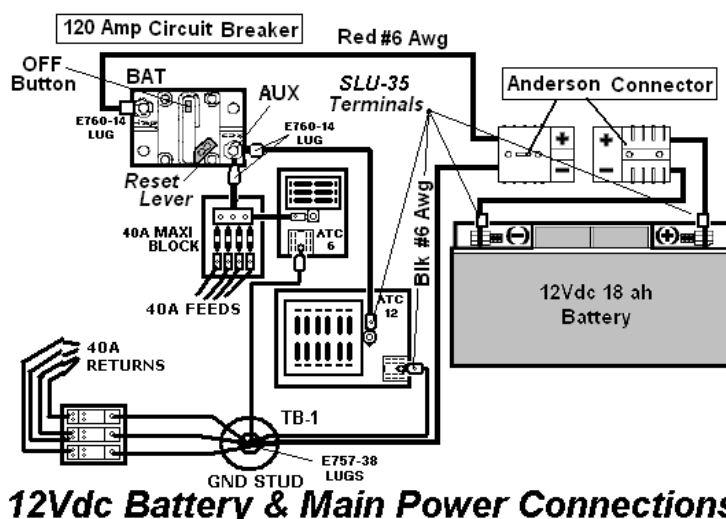 120 Amp Circuit Breaker
Red #6 Awg
OFF
Button
BAT
AUX
SLU-35
Terminals
Anderson Connector
E760-14
LUG
E760-14
LUG
+
−
+
−
Reset
Lever
40A MAXI
BLOCK
ATC
6
Blk #6 Awg
−
+
40A FEEDS
ATC
12
12Vdc 18 ah
Battery
40A
RETURNS
TB-1
E757-38
LUGS
GND STUD
12Vdc Battery & Main Power Connections